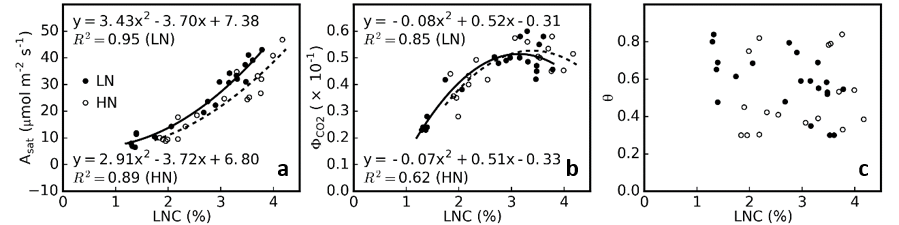 y = 3.43x² - 3.70x + 7.38
R² = 0.95 (LN)
LN
HN
y = 2.91x² - 3.72x + 6.80
R² = 0.89 (HN)
a
A_sat (μmol m⁻² s⁻¹)
50
40
30
20
10
0
−10
0 1 2 3 4
LNC (%)
y = -0.08x² + 0.52x - 0.31
R² = 0.85 (LN)
y = -0.07x² + 0.51x - 0.33
R² = 0.62 (HN)
b
Φ_CO2 ( × 10⁻¹)
0.6
0.5
0.4
0.3
0.2
0.1
0.0
0 1 2 3 4
LNC (%)
c
θ
0.8
0.6
0.4
0.2
0.0
0 1 2 3 4
LNC (%)